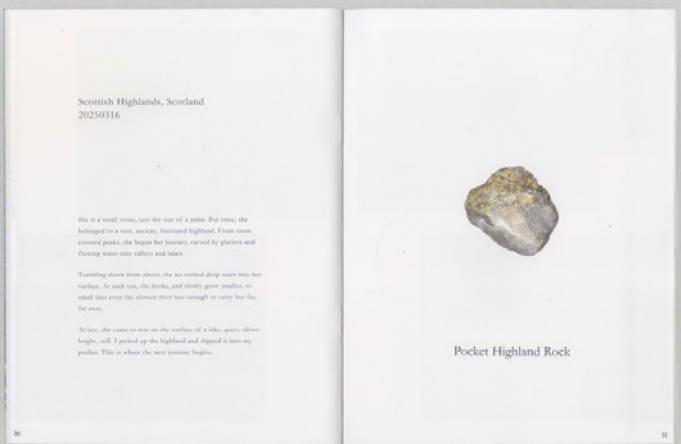 Scottish Highlands, Scotland
20250316
She is a small stone, just the size of a palm. But once, she
belonged to a vast, ancient, fractured highland. From snow-
covered peaks, she began her journey, carved by glaciers and
flowing water into valleys and lakes.
Tumbling down from above, the ice etched deep scars into her
surface. At each cut, she broke, and slowly grew smaller, so
small that even the slowest river was enough to carry her far,
far away.
At last, she came to rest on the surface of a lake, quiet, silver-
bright, still. I picked up the highland and slipped it into my
pocket. This is where the next journey begins.
30
Pocket Highland Rock
31